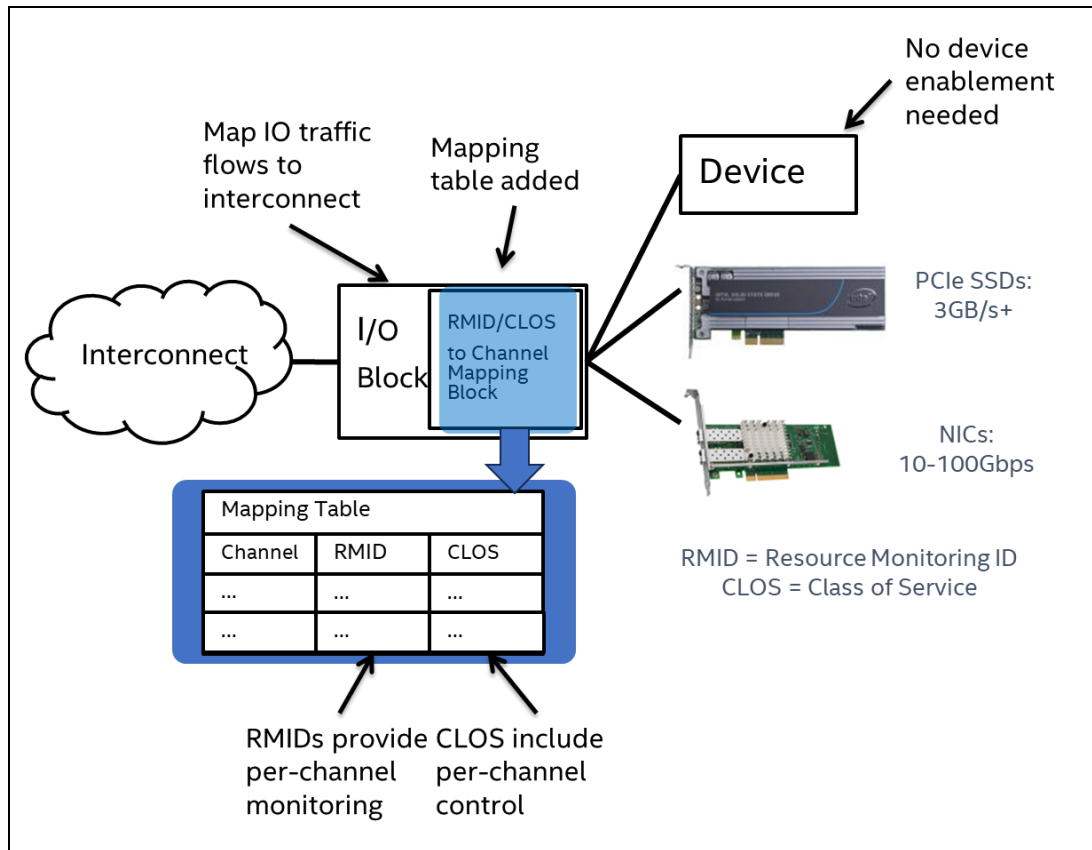 No device
enablement
needed
Map IO traffic
flows to
interconnect
Mapping
table added
Device
PCIe SSDs:
3GB/s+
Interconnect
I/O
Block
RMID/CLOS
to Channel
Mapping
Block
NICs:
10-100Gbps
Mapping Table
Channel RMID CLOS
... ... ...
... ... ...
RMID = Resource Monitoring ID
CLOS = Class of Service
RMIDs provide
per-channel
monitoring
CLOS include
per-channel
control